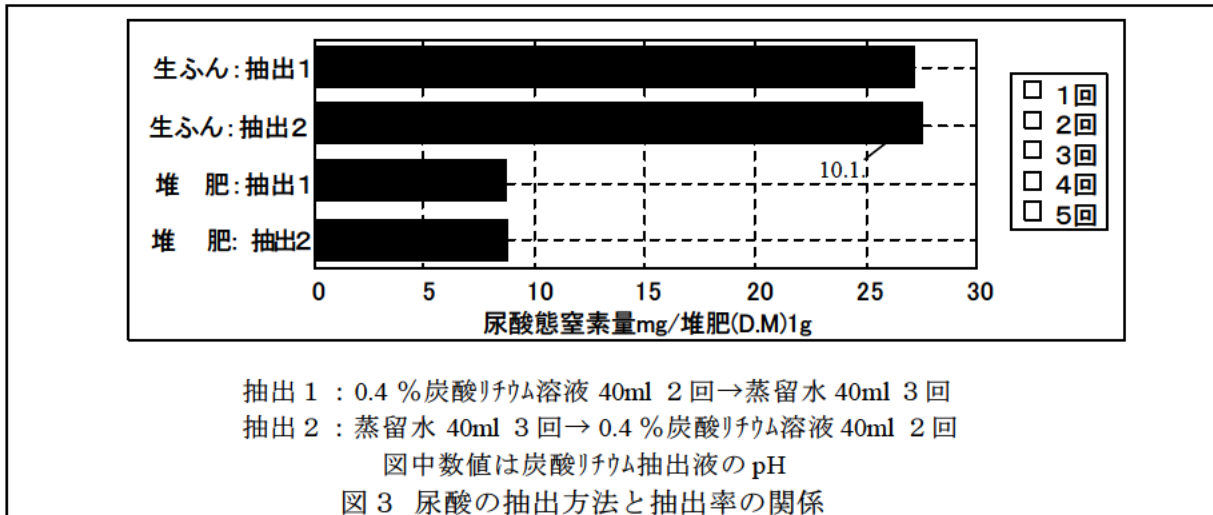 生ふん:抽出1
生ふん:抽出2
堆 肥:抽出1
堆 肥: 抽出2
10.1.
□ 1回
□ 2回
□ 3回
□ 4回
□ 5回
0 5 10 15 20 25 30
尿酸態窒素量mg/堆肥(D.M)1g
抽出1 : 0.4 %炭酸ﾘﾁｳﾑ溶液 40ml 2回→蒸留水 40ml 3回
抽出2 : 蒸留水 40ml 3回→ 0.4 %炭酸ﾘﾁｳﾑ溶液 40ml 2回
図中数値は炭酸ﾘﾁｳﾑ抽出液の pH
図3 尿酸の抽出方法と抽出率の関係